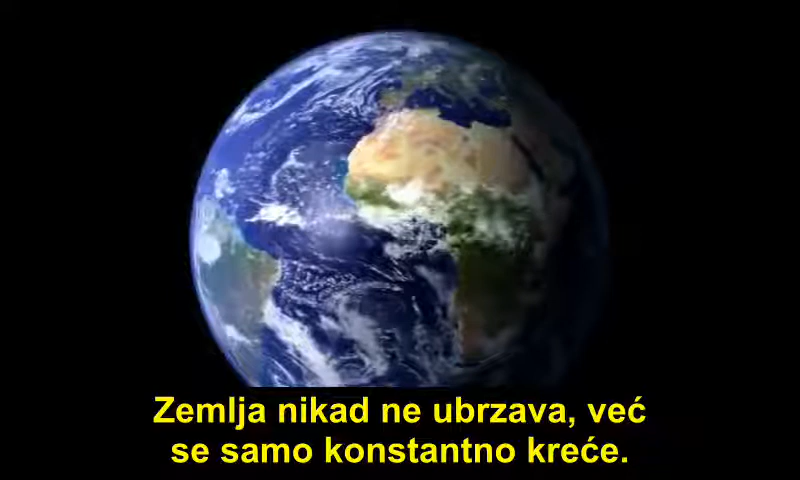 Zemlja nikad ne ubrzava, već
se samo konstantno kreće.